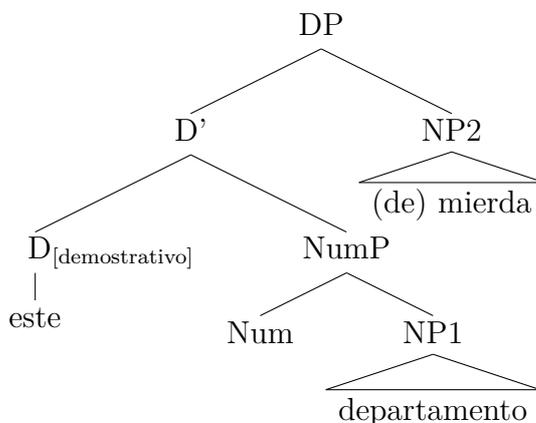 DP
D’ NP2
(de) mierda
D[demostrativo] NumP
este
Num NP1
departamento